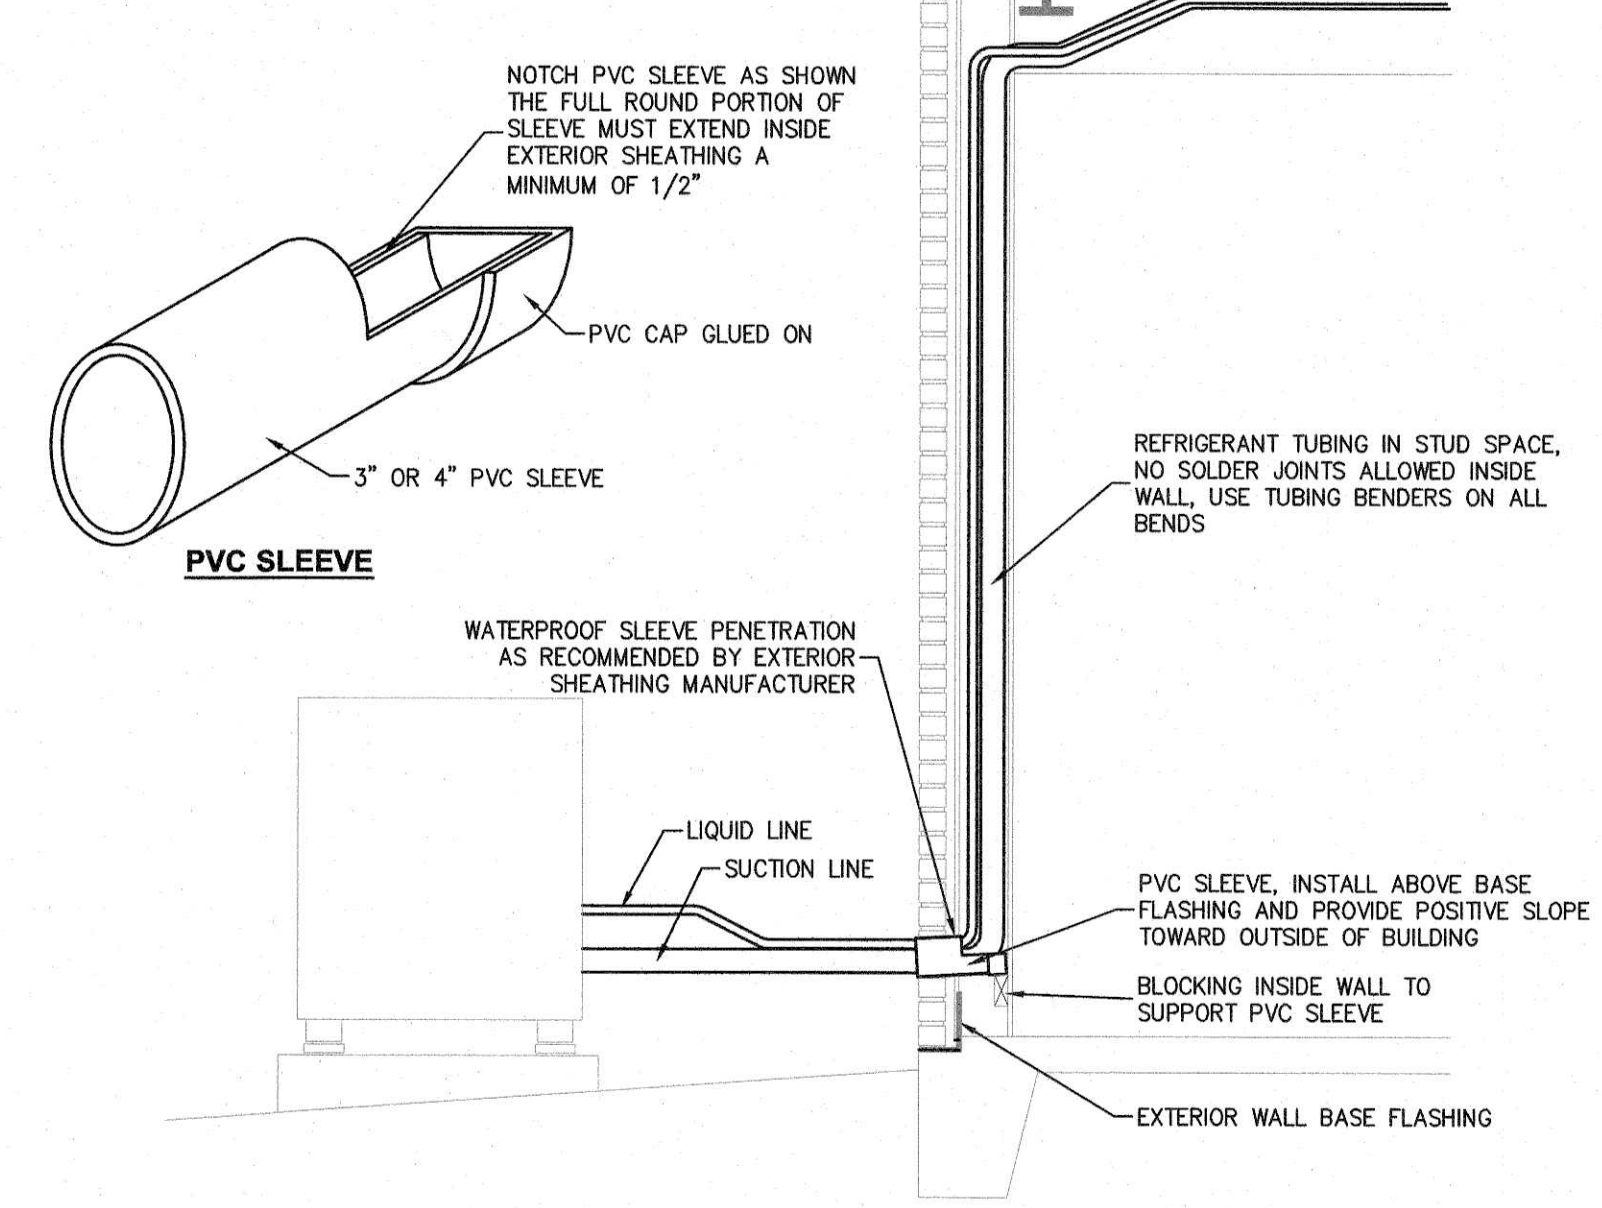 NOTCH PVC SLEEVE AS SHOWN
THE FULL ROUND PORTION OF
SLEEVE MUST EXTEND INSIDE
EXTERIOR SHEATHING A
MINIMUM OF 1/2"
PVC CAP GLUED ON
3" OR 4" PVC SLEEVE
PVC SLEEVE
REFRIGERANT TUBING IN STUD SPACE,
NO SOLDER JOINTS ALLOWED INSIDE
WALL, USE TUBING BENDERS ON ALL
BENDS
WATERPROOF SLEEVE PENETRATION
AS RECOMMENDED BY EXTERIOR
SHEATHING MANUFACTURER
LIQUID LINE
SUCTION LINE
PVC SLEEVE, INSTALL ABOVE BASE
FLASHING AND PROVIDE POSITIVE SLOPE
TOWARD OUTSIDE OF BUILDING
BLOCKING INSIDE WALL TO
SUPPORT PVC SLEEVE
EXTERIOR WALL BASE FLASHING